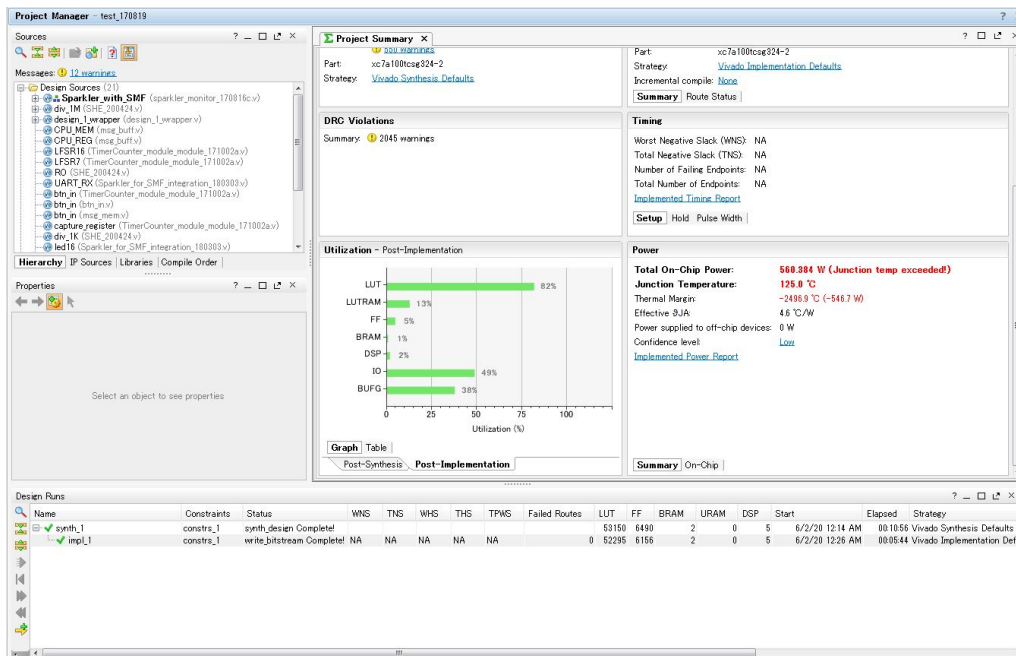 Project Manager - test_170819
Sources
Messages: 12 warnings
Design Sources (21)
Sparkler_with_SMF (sparkler_monitor_170816c.v)
div_1M (SHE_200424.v)
design_1_wrapper (design_1_wrapper.v)
CPU_MEM (msg_buff.v)
CPU_REG (msg_buff.v)
LFSR16 (TimerCounter_module_module_171002a.v)
LFSR7 (TimerCounter_module_module_171002a.v)
RO (SHE_200424.v)
UART_RX (Sparkler_for_SMF_integration_180303.v)
btn_in (TimerCounter_module_module_171002a.v)
btn_in (btn_in.v)
btn_in (msg_mem.v)
capture_register (TimerCounter_module_module_171002a.v)
div_1K (SHE_200424.v)
led16 (Sparkler_for_SMF_integration_180303.v)
Hierarchy IP Sources Libraries Compile Order
Properties
Select an object to see properties
Project Summary
550 warnings
Part: xc7a100tcsg324-2
Strategy: Vivado Synthesis Defaults
Part: xc7a100tcsg324-2
Strategy: Vivado Implementation Defaults
Incremental compile: None
Summary Route Status
DRC Violations
Summary: 2045 warnings
Timing
Worst Negative Slack (WNS): NA
Total Negative Slack (TNS): NA
Number of Failing Endpoints: NA
Total Number of Endpoints: NA
Implemented Timing Report
Setup Hold Pulse Width
Utilization - Post-Implementation
LUT 82%
LUTRAM 13%
FF 5%
BRAM 1%
DSP 2%
IO 49%
BUFG 38%
0 25 50 75 100
Utilization (%)
Graph Table
Post-Synthesis Post-Implementation
Power
Total On-Chip Power: 560.384 W (Junction temp exceeded!)
Junction Temperature: 125.0 °C
Thermal Margin: -2496.9 °C (-546.7 W)
Effective ϑJA: 4.6 °C/W
Power supplied to off-chip devices: 0 W
Confidence level: Low
Implemented Power Report
Summary On-Chip
Design Runs
Name Constraints Status WNS TNS WHS THS TPWS Failed Routes LUT FF BRAM URAM DSP Start Elapsed Strategy
synth_1 constrs_1 synth_design Complete! 53150 6490 2 0 5 6/2/20 12:14 AM 00:10:56 Vivado Synthesis Defaults
impl_1 constrs_1 write_bitstream Complete! NA NA NA NA NA 0 52295 6156 2 0 5 6/2/20 12:26 AM 00:05:44 Vivado Implementation Def